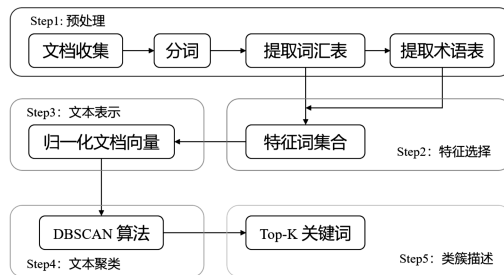 Step1: 预处理
文档收集
分词
提取词汇表
提取术语表
Step3：文本表示
归一化文档向量
特征词集合
Step2：特征选择
DBSCAN 算法
Top-K 关键词
Step4：文本聚类
Step5：类簇描述